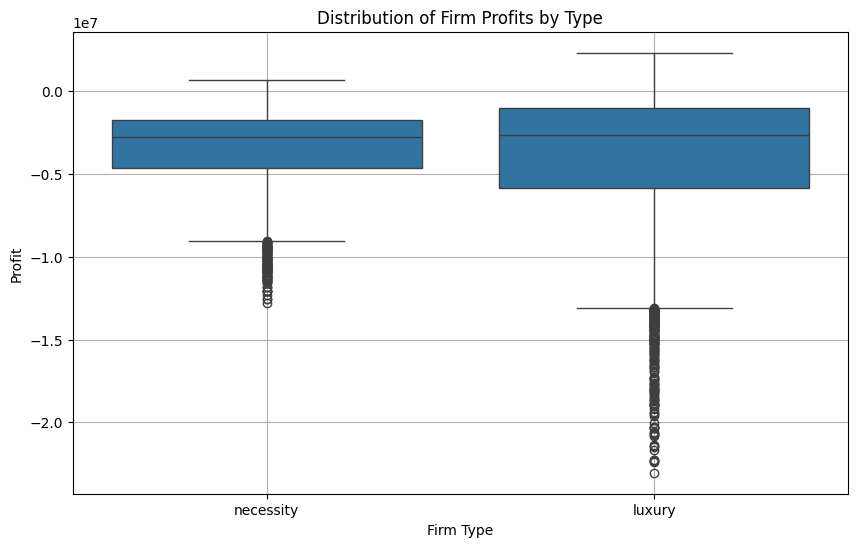 Distribution of Firm Profits by Type
1e7
0.0
−0.5
−1.0
−1.5
−2.0
Profit
necessity
luxury
Firm Type